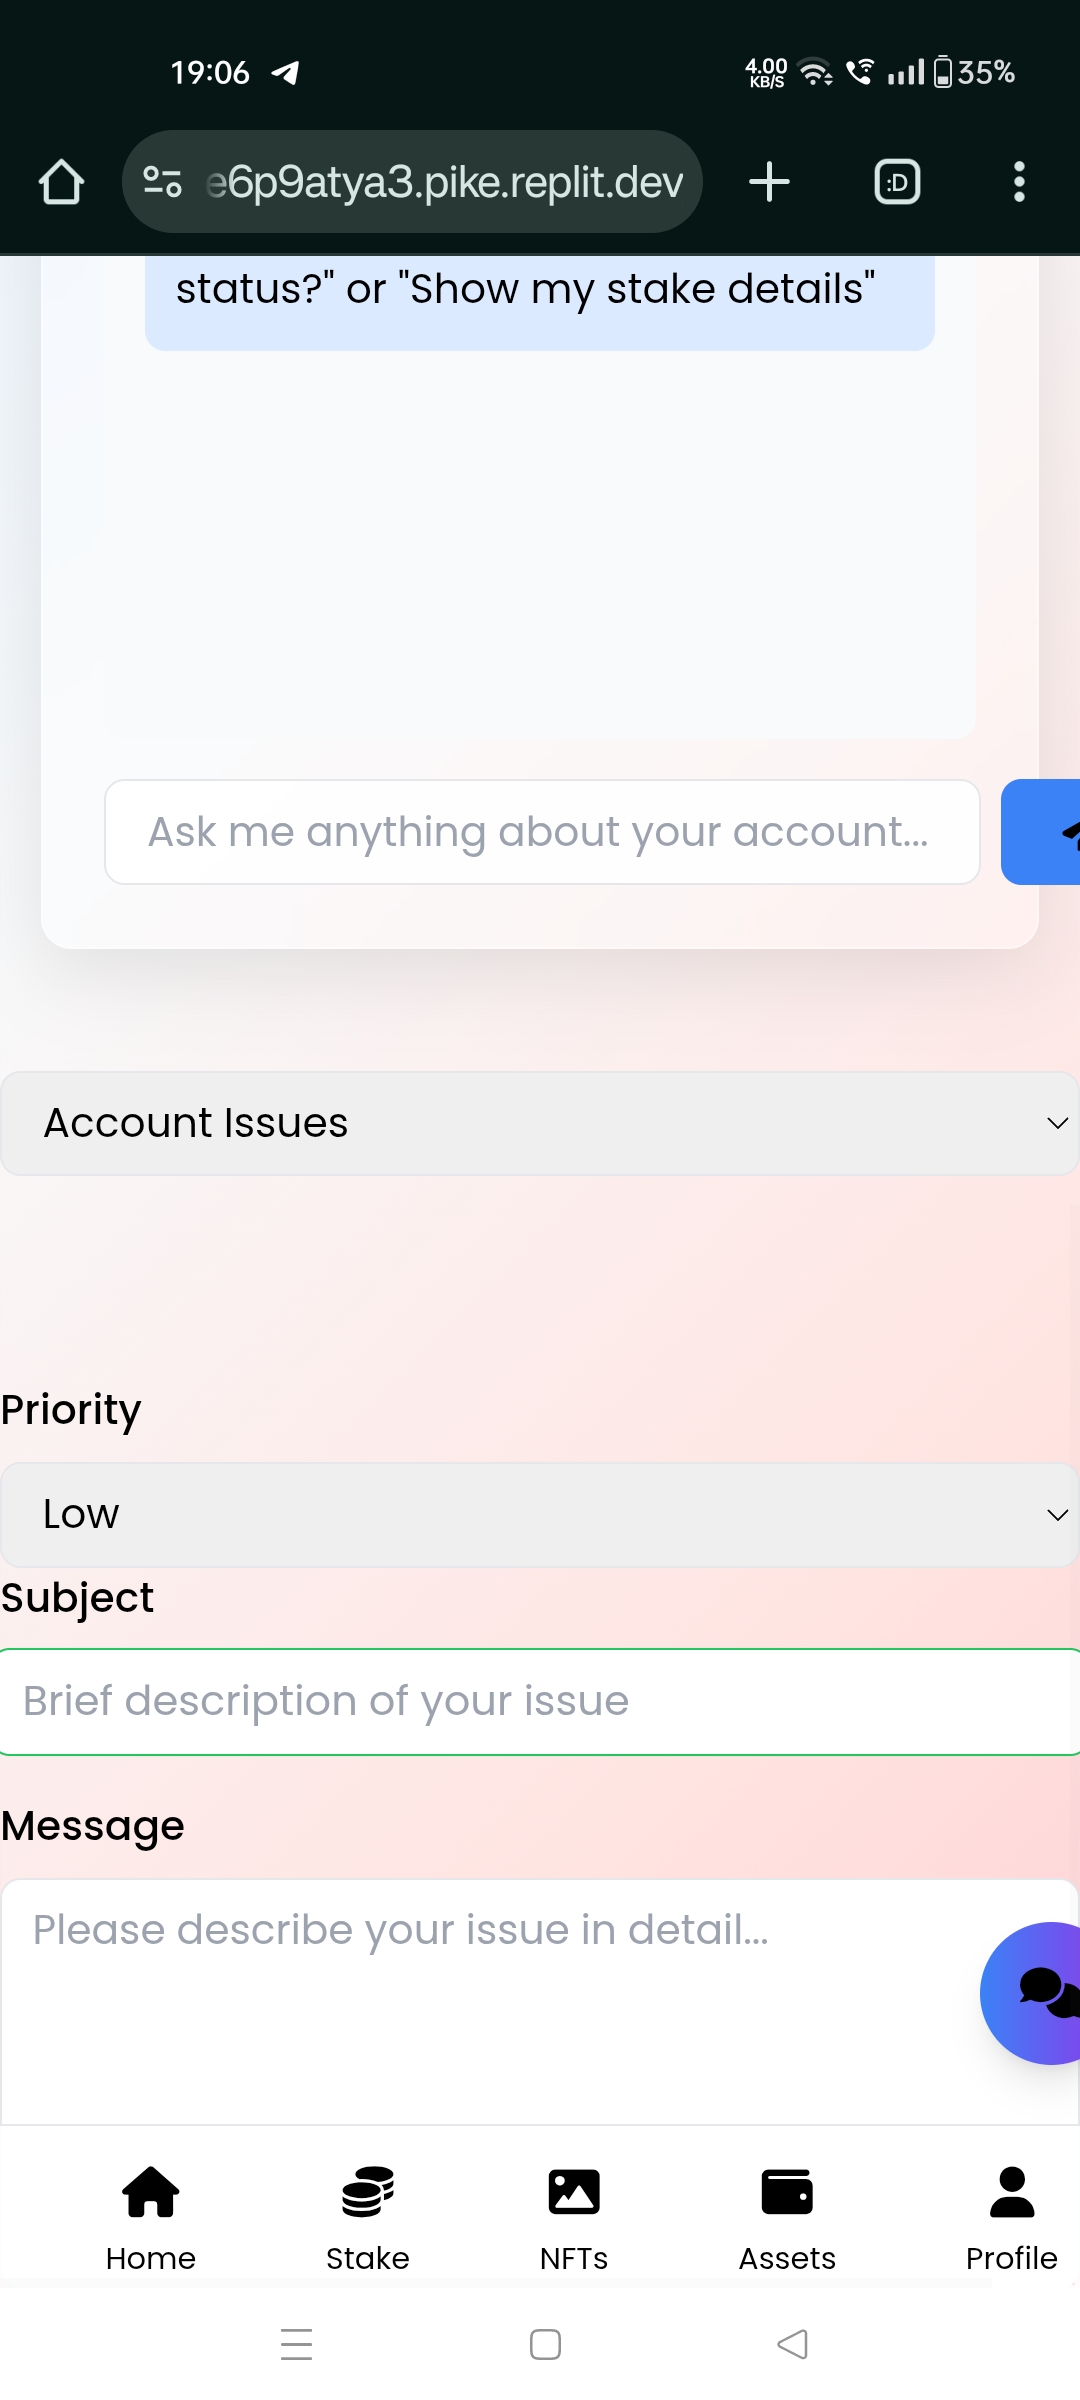 19:06
4.00
KB/S
35%
e6p9atya3.pike.replit.dev
:D
status?" or "Show my stake details"
Ask me anything about your account...
Account Issues
Priority
Low
Subject
Brief description of your issue
Message
Please describe your issue in detail...
Home
Stake
NFTs
Assets
Profile